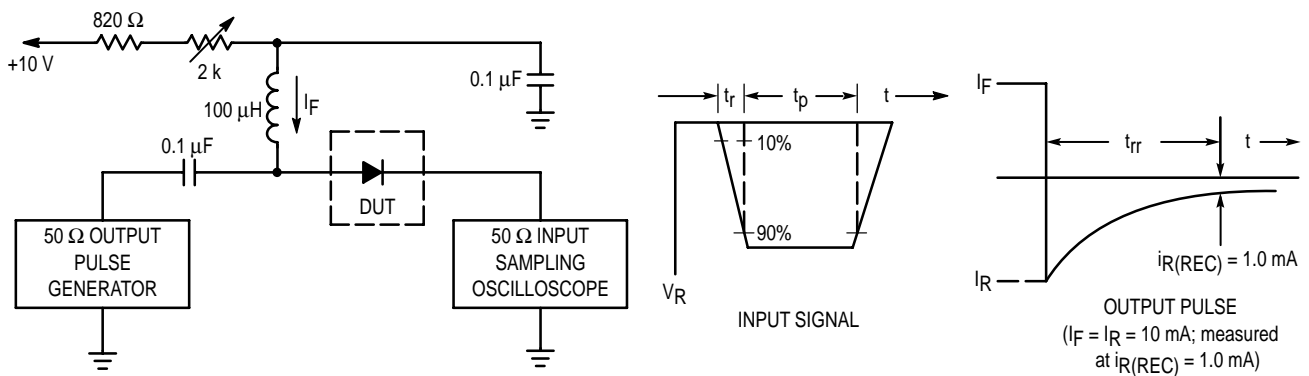 820 Ω
+10 V
2 k
100 μH
IF
0.1 μF
0.1 μF
DUT
50 Ω OUTPUT
PULSE
GENERATOR
50 Ω INPUT
SAMPLING
OSCILLOSCOPE
tr
tp
t
10%
90%
VR
INPUT SIGNAL
IF
trr
t
IR
iR(REC) = 1.0 mA
OUTPUT PULSE
(IF = IR = 10 mA; measured
at iR(REC) = 1.0 mA)